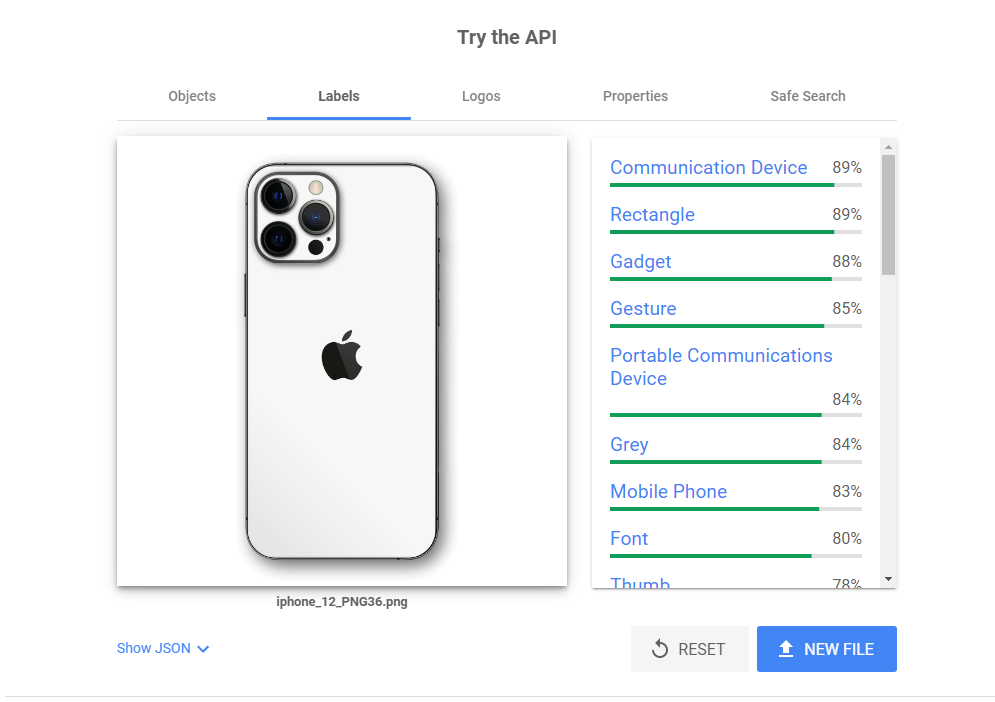 Try the API
Objects Labels Logos Properties Safe Search
Communication Device 89%
Rectangle 89%
Gadget 88%
Gesture 85%
Portable Communications
Device
84%
Grey 84%
Mobile Phone 83%
Font 80%
Thumb 78%
iphone_12_PNG36.png
Show JSON RESET NEW FILE